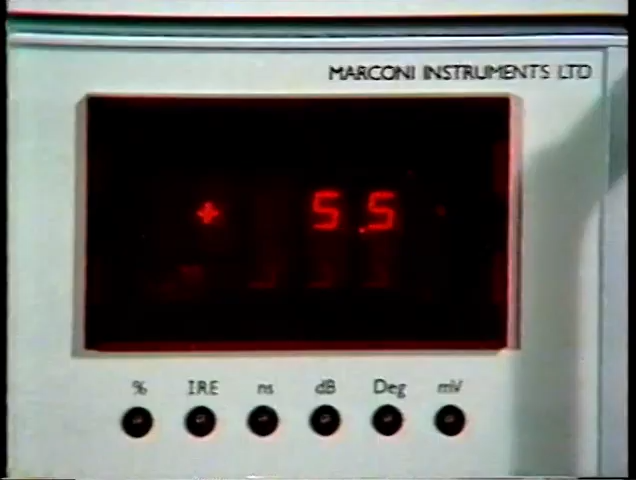 MARCONI INSTRUMENTS LTD
+ 5.5
% IRE ns dB Deg mV